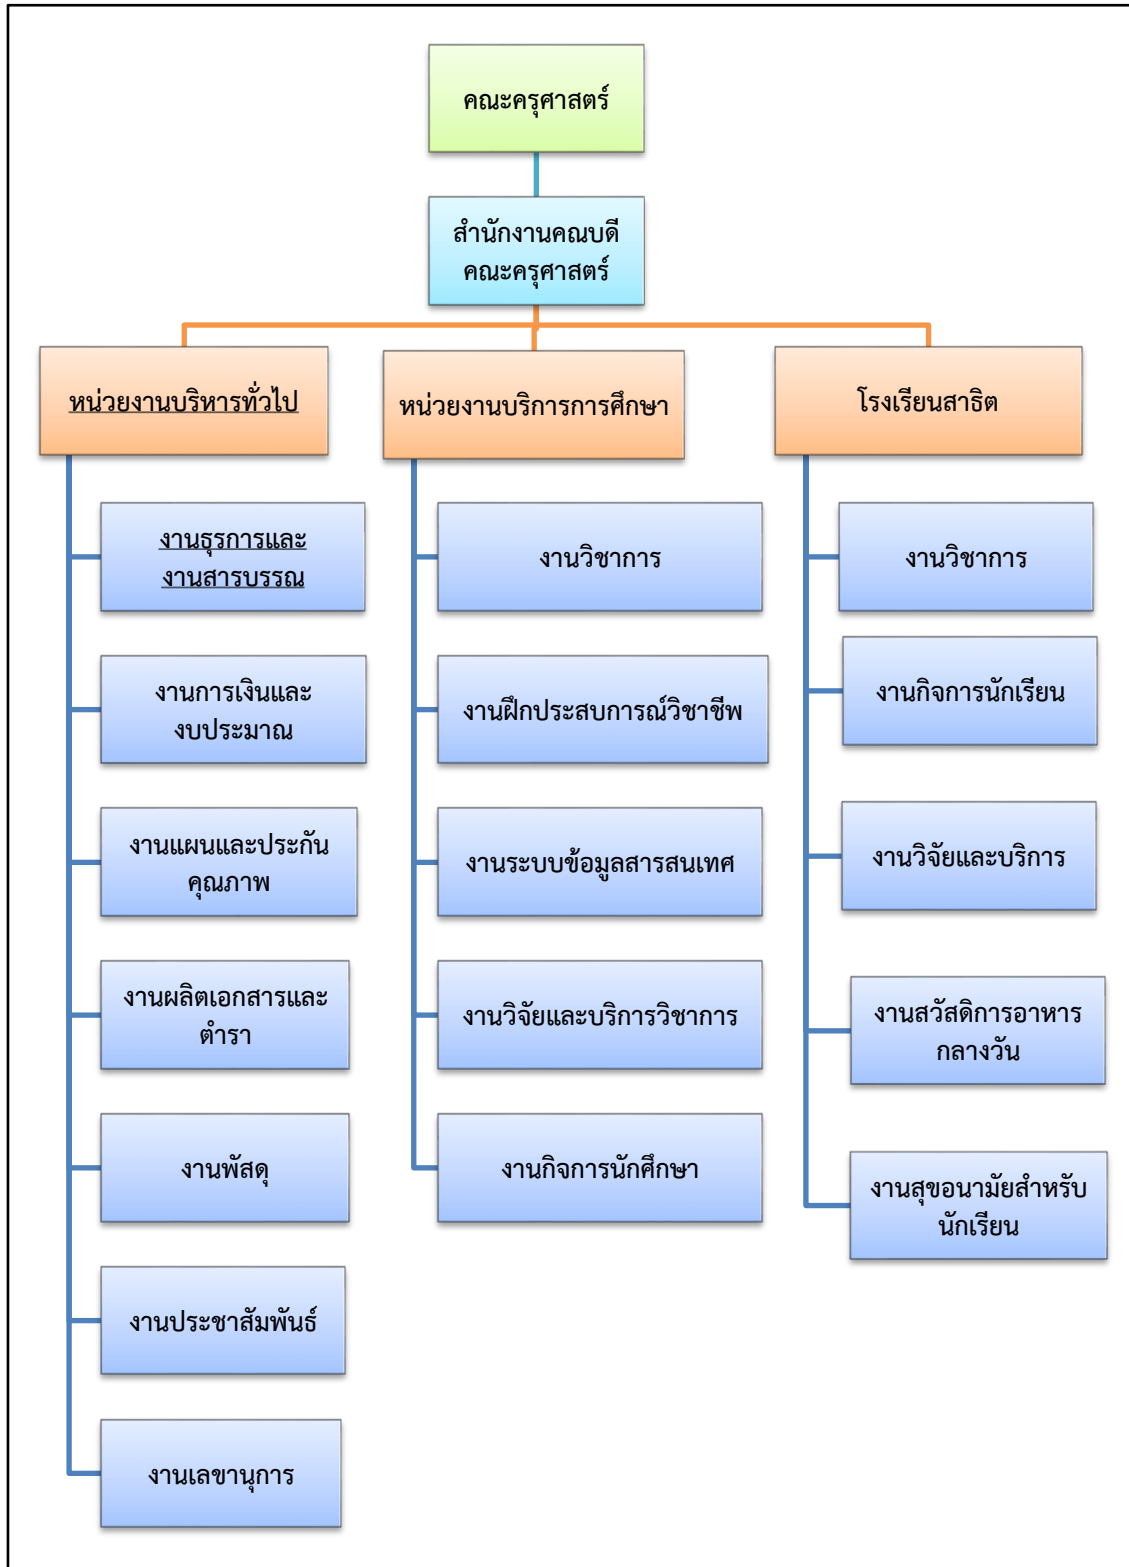 คณะครุศาสตร์
สำนักงานคณบดี
คณะครุศาสตร์
หน่วยงานบริหารทั่วไป
งานธุรการและ
งานสารบรรณ
งานการเงินและ
งบประมาณ
งานแผนและประกัน
คุณภาพ
งานผลิตเอกสารและ
ตำรา
งานพัสดุ
งานประชาสัมพันธ์
งานเลขานุการ
หน่วยงานบริการการศึกษา
งานวิชาการ
งานฝึกประสบการณ์วิชาชีพ
งานระบบข้อมูลสารสนเทศ
งานวิจัยและบริการวิชาการ
งานกิจการนักศึกษา
โรงเรียนสาธิต
งานวิชาการ
งานกิจการนักเรียน
งานวิจัยและบริการ
งานสวัสดิการอาหาร
กลางวัน
งานสุขอนามัยสำหรับ
นักเรียน